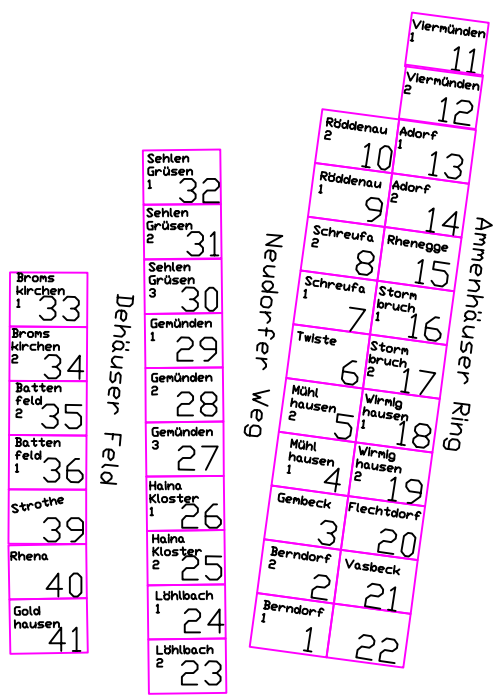 Viermünden
1
11
Viermünden
2
12
Röddenau
2
10
Adorf
1
13
Röddenau
1
9
Adorf
2
14
Schreufa
2
8
Rhenegge
15
Schreufa
1
7
Storm
bruch
1
16
Twiste
6
Storm
bruch
2
17
Mühl
hausen
2
5
Wirmig
hausen
1
18
Mühl
hausen
1
4
Wirmig
hausen
2
19
Gembeck
3
Flechtdorf
20
Berndorf
2
2
Vasbeck
21
Berndorf
1
1
22
Ammenhäuser Ring
Neudorfer Weg
Sehlen
Grüsen
1
32
Sehlen
Grüsen
2
31
Sehlen
Grüsen
3
30
Gemünden
1
29
Gemünden
2
28
Gemünden
3
27
Haina
Kloster
1
26
Haina
Kloster
2
25
Löhlbach
1
24
Löhlbach
2
23
Dehäuser Feld
Broms
kirchen
1
33
Broms
kirchen
2
34
Batten
feld
2
35
Batten
feld
1
36
Strothe
39
Rhena
40
Gold
hausen
41